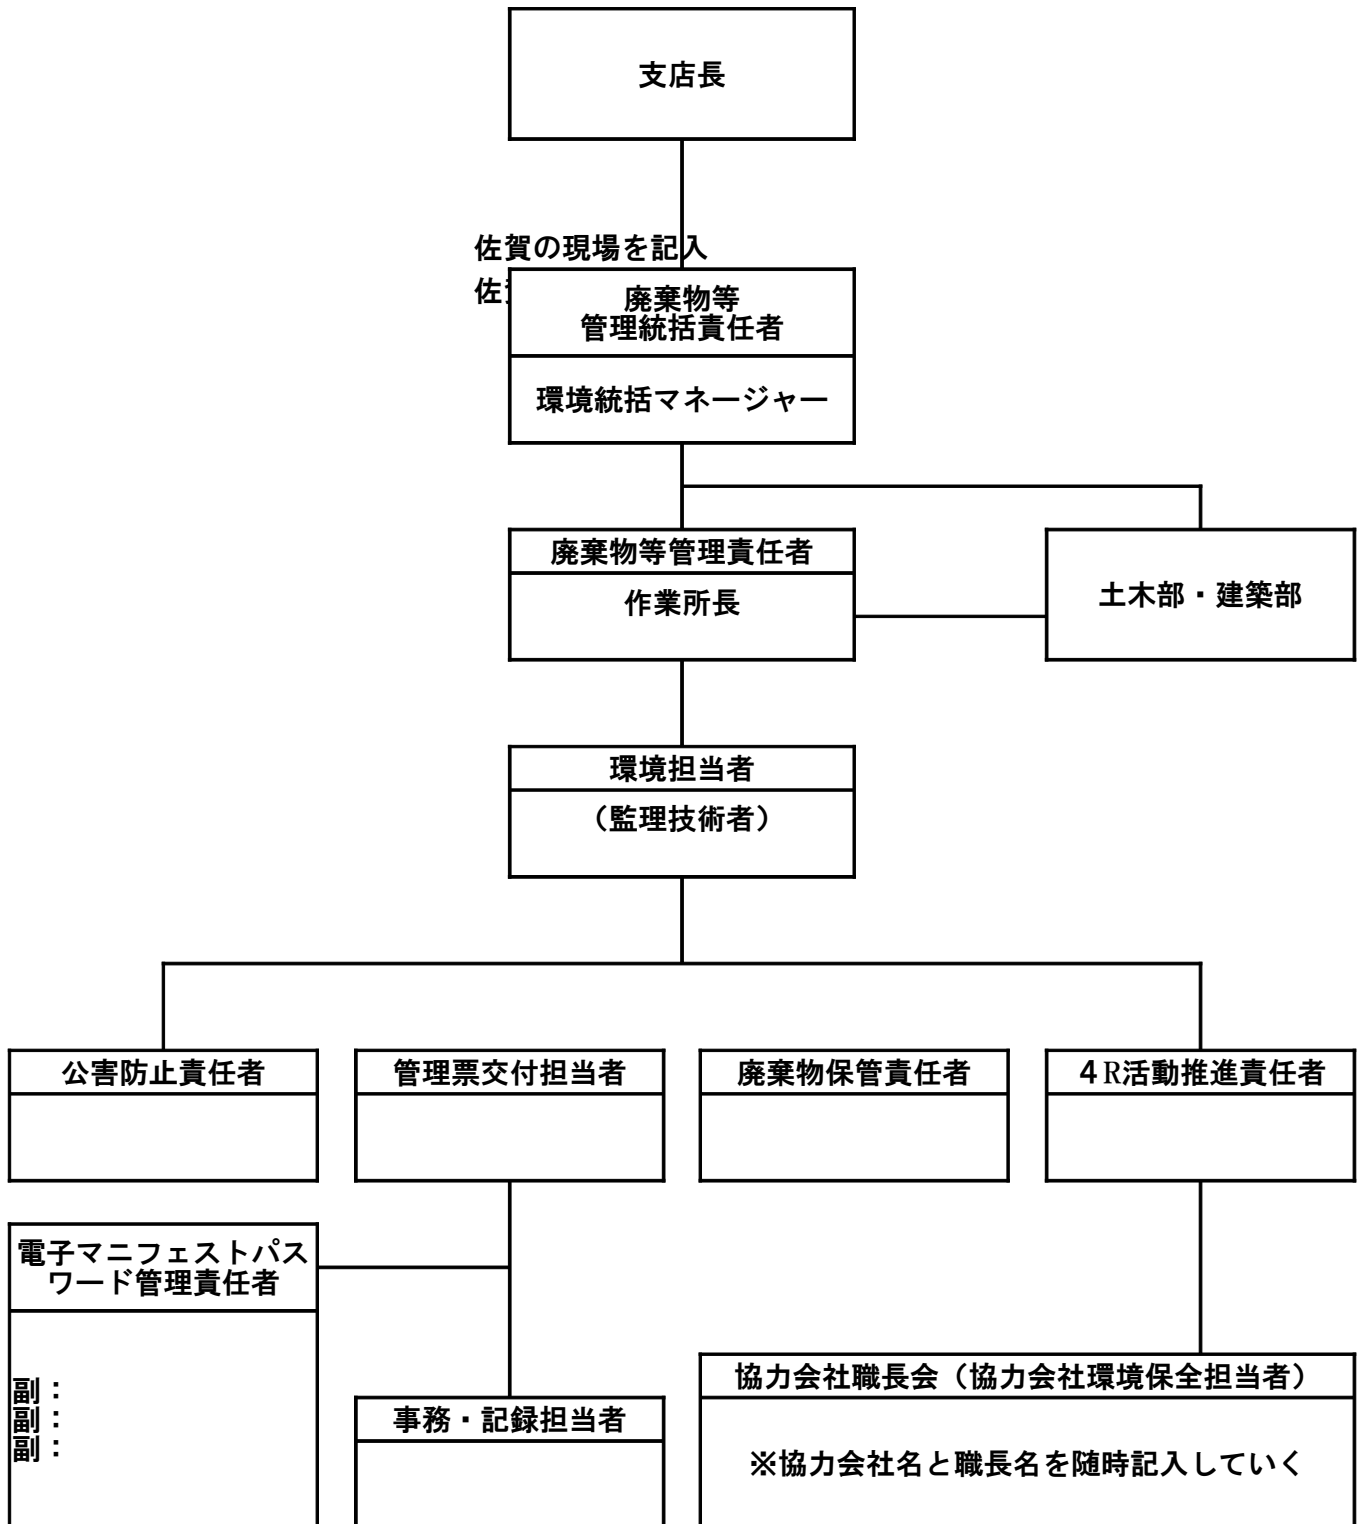 支店長
佐賀の現場を記入
佐
廃棄物等
管理統括責任者
環境統括マネージャー
廃棄物等管理責任者
作業所長
土木部・建築部
環境担当者
（監理技術者）
公害防止責任者
管理票交付担当者
廃棄物保管責任者
４R活動推進責任者
電子マニフェストパス
ワード管理責任者
副：
副：
副：
事務・記録担当者
協力会社職長会（協力会社環境保全担当者）
※協力会社名と職長名を随時記入していく